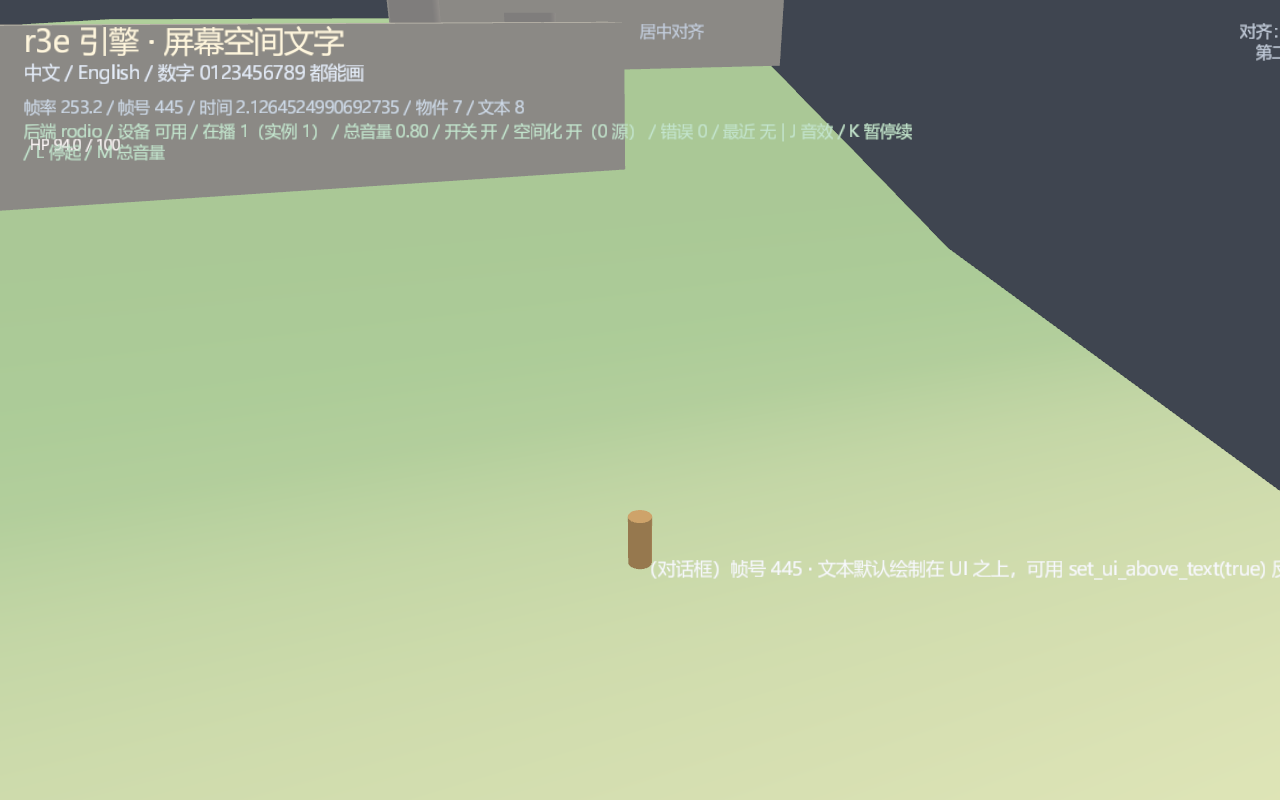 r3e 引擎 · 屏幕空间文字
居中对齐
对齐:
第二
中文 / English / 数字 0123456789 都能画
帧率 253.2 / 帧号 445 / 时间 2.1264524990692735 / 物件 7 / 文本 8
后端 rodio / 设备 可用 / 在播 1（实例 1） / 总音量 0.80 / 开关 开 / 空间化 开（0 源） / 错误 0 / 最近 无 | J 音效 / K 暂停续
/ L 停起 / M 总音量
HP 94.0 / 100
（对话框）帧号 445 · 文本默认绘制在 UI 之上，可用 set_ui_above_text(true)